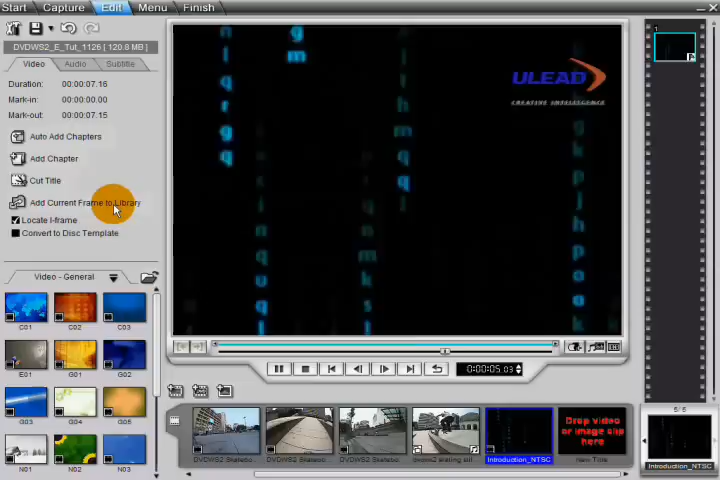 Start
Capture
Edit
Menu
Finish
DVDWS2_E_Tut_1126 [ 120.8 MB ]
Video
Audio
Subtitle
Duration: 00:00:07.16
Mark-in: 00:00:00.00
Mark-out: 00:00:07.15
Auto Add Chapters
Add Chapter
Cut Title
Add Current Frame to Library
Locate I-frame
Convert to Disc Template
Video - General
C01
C02
C03
E01
G01
G02
G03
G04
G05
N01
N02
N03
ULEAD
CREATIVE INTELLIGENCE
0:00:05.03
DVDWS2 Skatebo...
DVDWS2 Skatebo...
DVDWS2 Skatebo...
Introduction_NTSC
Drop video
or image clip
here
New Title
1
5/5
Introduction_NTSC